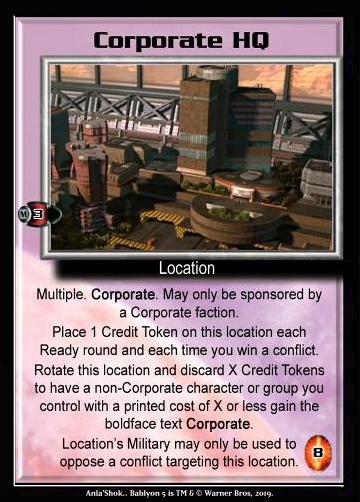 Corporate HQ
M 3
Location
Multiple. Corporate. May only be sponsored by
a Corporate faction.
Place 1 Credit Token on this location each
Ready round and each time you win a conflict.
Rotate this location and discard X Credit Tokens
to have a non-Corporate character or group you
control with a printed cost of X or less gain the
boldface text Corporate.
Location's Military may only be used to
oppose a conflict targeting this location.
8
Anla'Shok.. Bablyon 5 is TM & © Warner Bros, 2019.